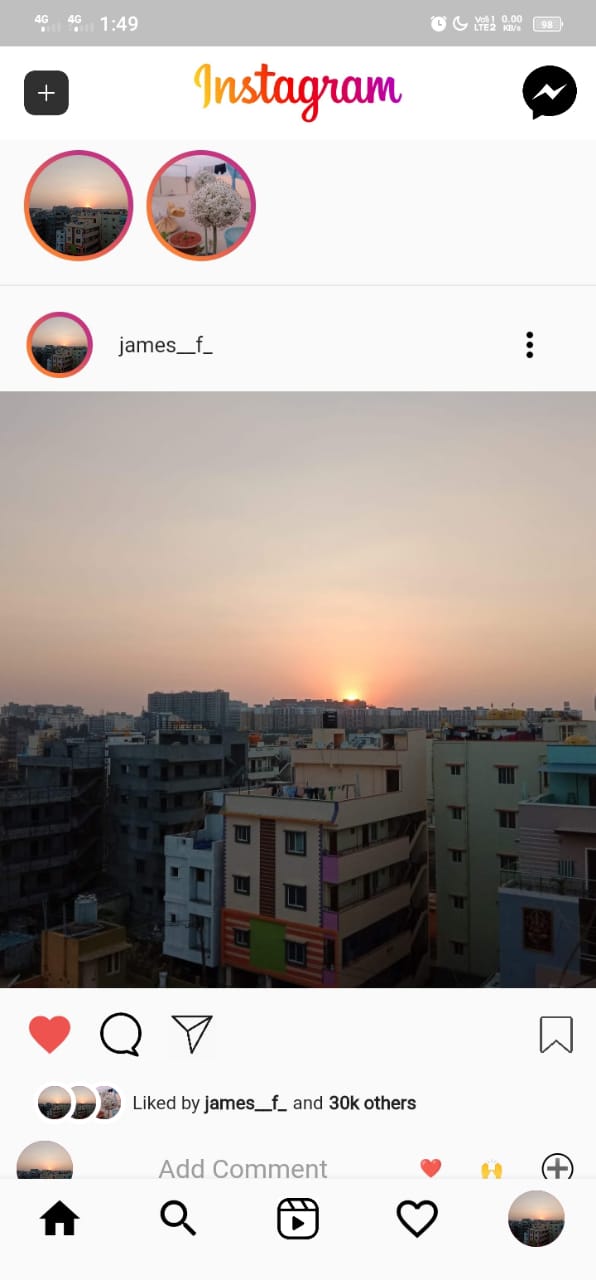 4G 4G 1:49 Vo) 1 LTE2 0.00 KB/s 98
Instagram
james__f_
Liked by james__f_ and 30k others
Add Comment